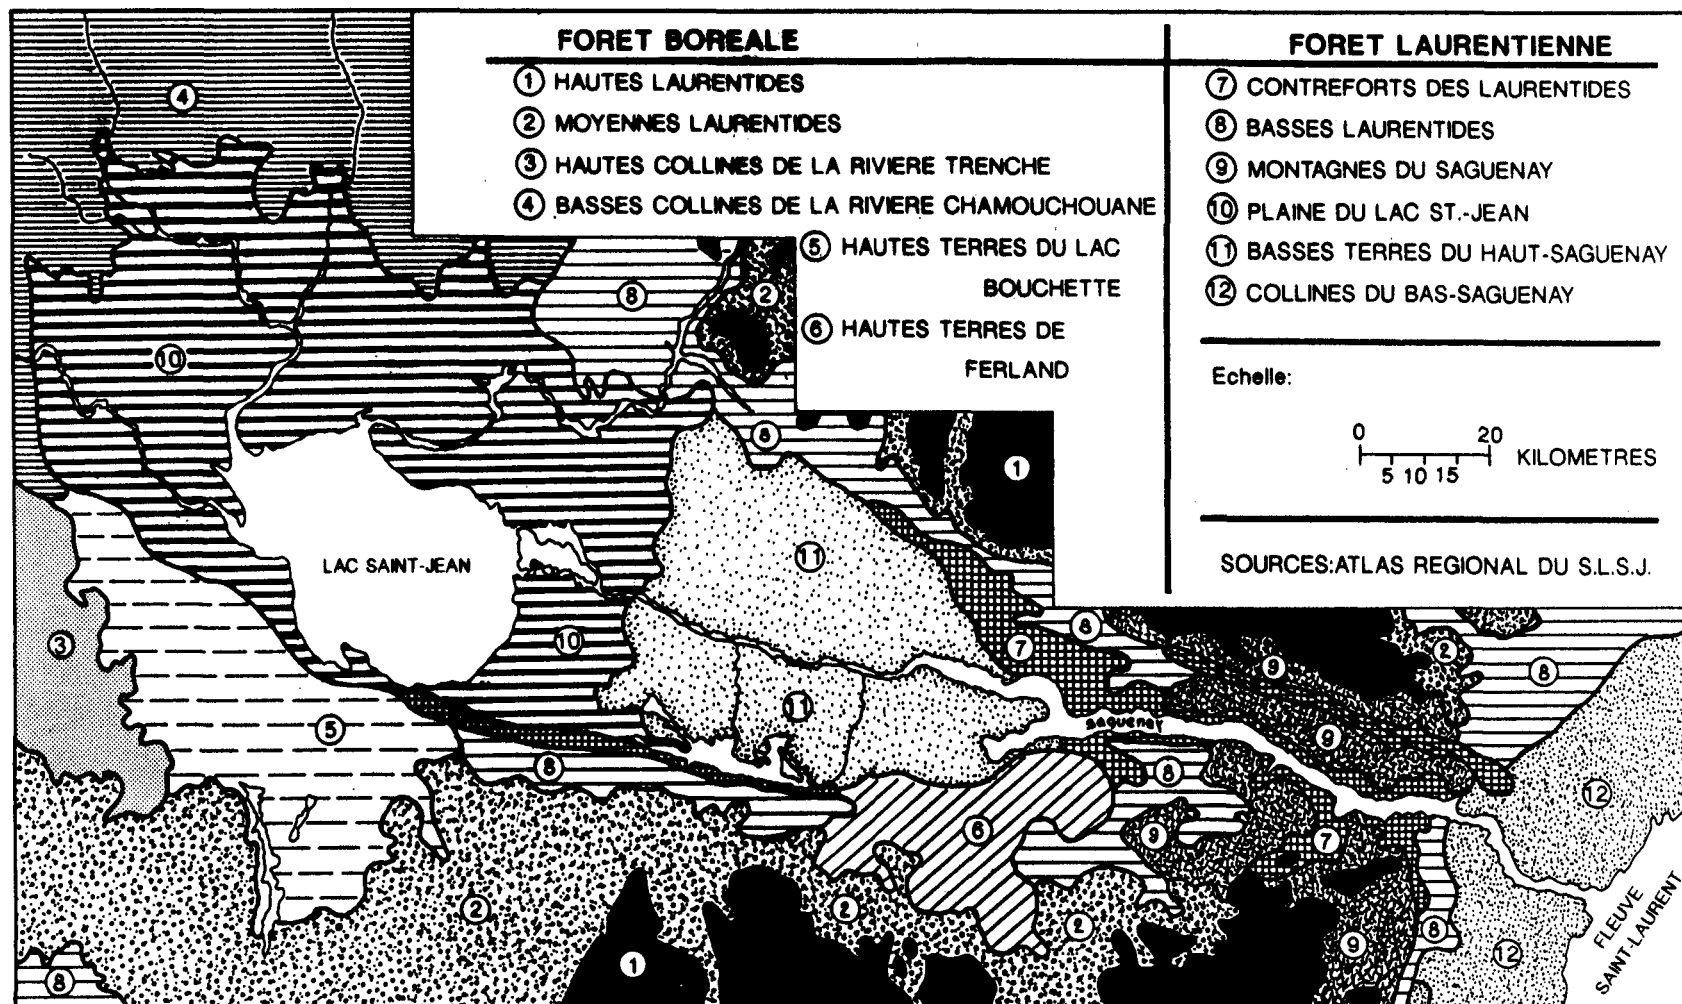 FORET BOREALE
① HAUTES LAURENTIDES
② MOYENNES LAURENTIDES
③ HAUTES COLLINES DE LA RIVIERE TRENCHE
④ BASSES COLLINES DE LA RIVIERE CHAMOUCHOUANE
⑤ HAUTES TERRES DU LAC
BOUCHETTE
⑥ HAUTES TERRES DE
FERLAND
FORET LAURENTIENNE
⑦ CONTREFORTS DES LAURENTIDES
⑧ BASSES LAURENTIDES
⑨ MONTAGNES DU SAGUENAY
⑩ PLAINE DU LAC ST.-JEAN
⑪ BASSES TERRES DU HAUT-SAGUENAY
⑫ COLLINES DU BAS-SAGUENAY
Echelle:
0 20
KILOMETRES
5 10 15
SOURCES:ATLAS REGIONAL DU S.L.S.J.
④
⑧
②
⑩
⑧
①
⑪
LAC SAINT-JEAN
③
⑩
⑧
⑦
⑨
②
⑧
⑤
⑪
saguenay
⑨
⑧
⑧
⑫
⑥
⑨
⑦
②
②
②
⑧
⑨
①
⑧
⑫
FLEUVE
SAINT-LAURENT